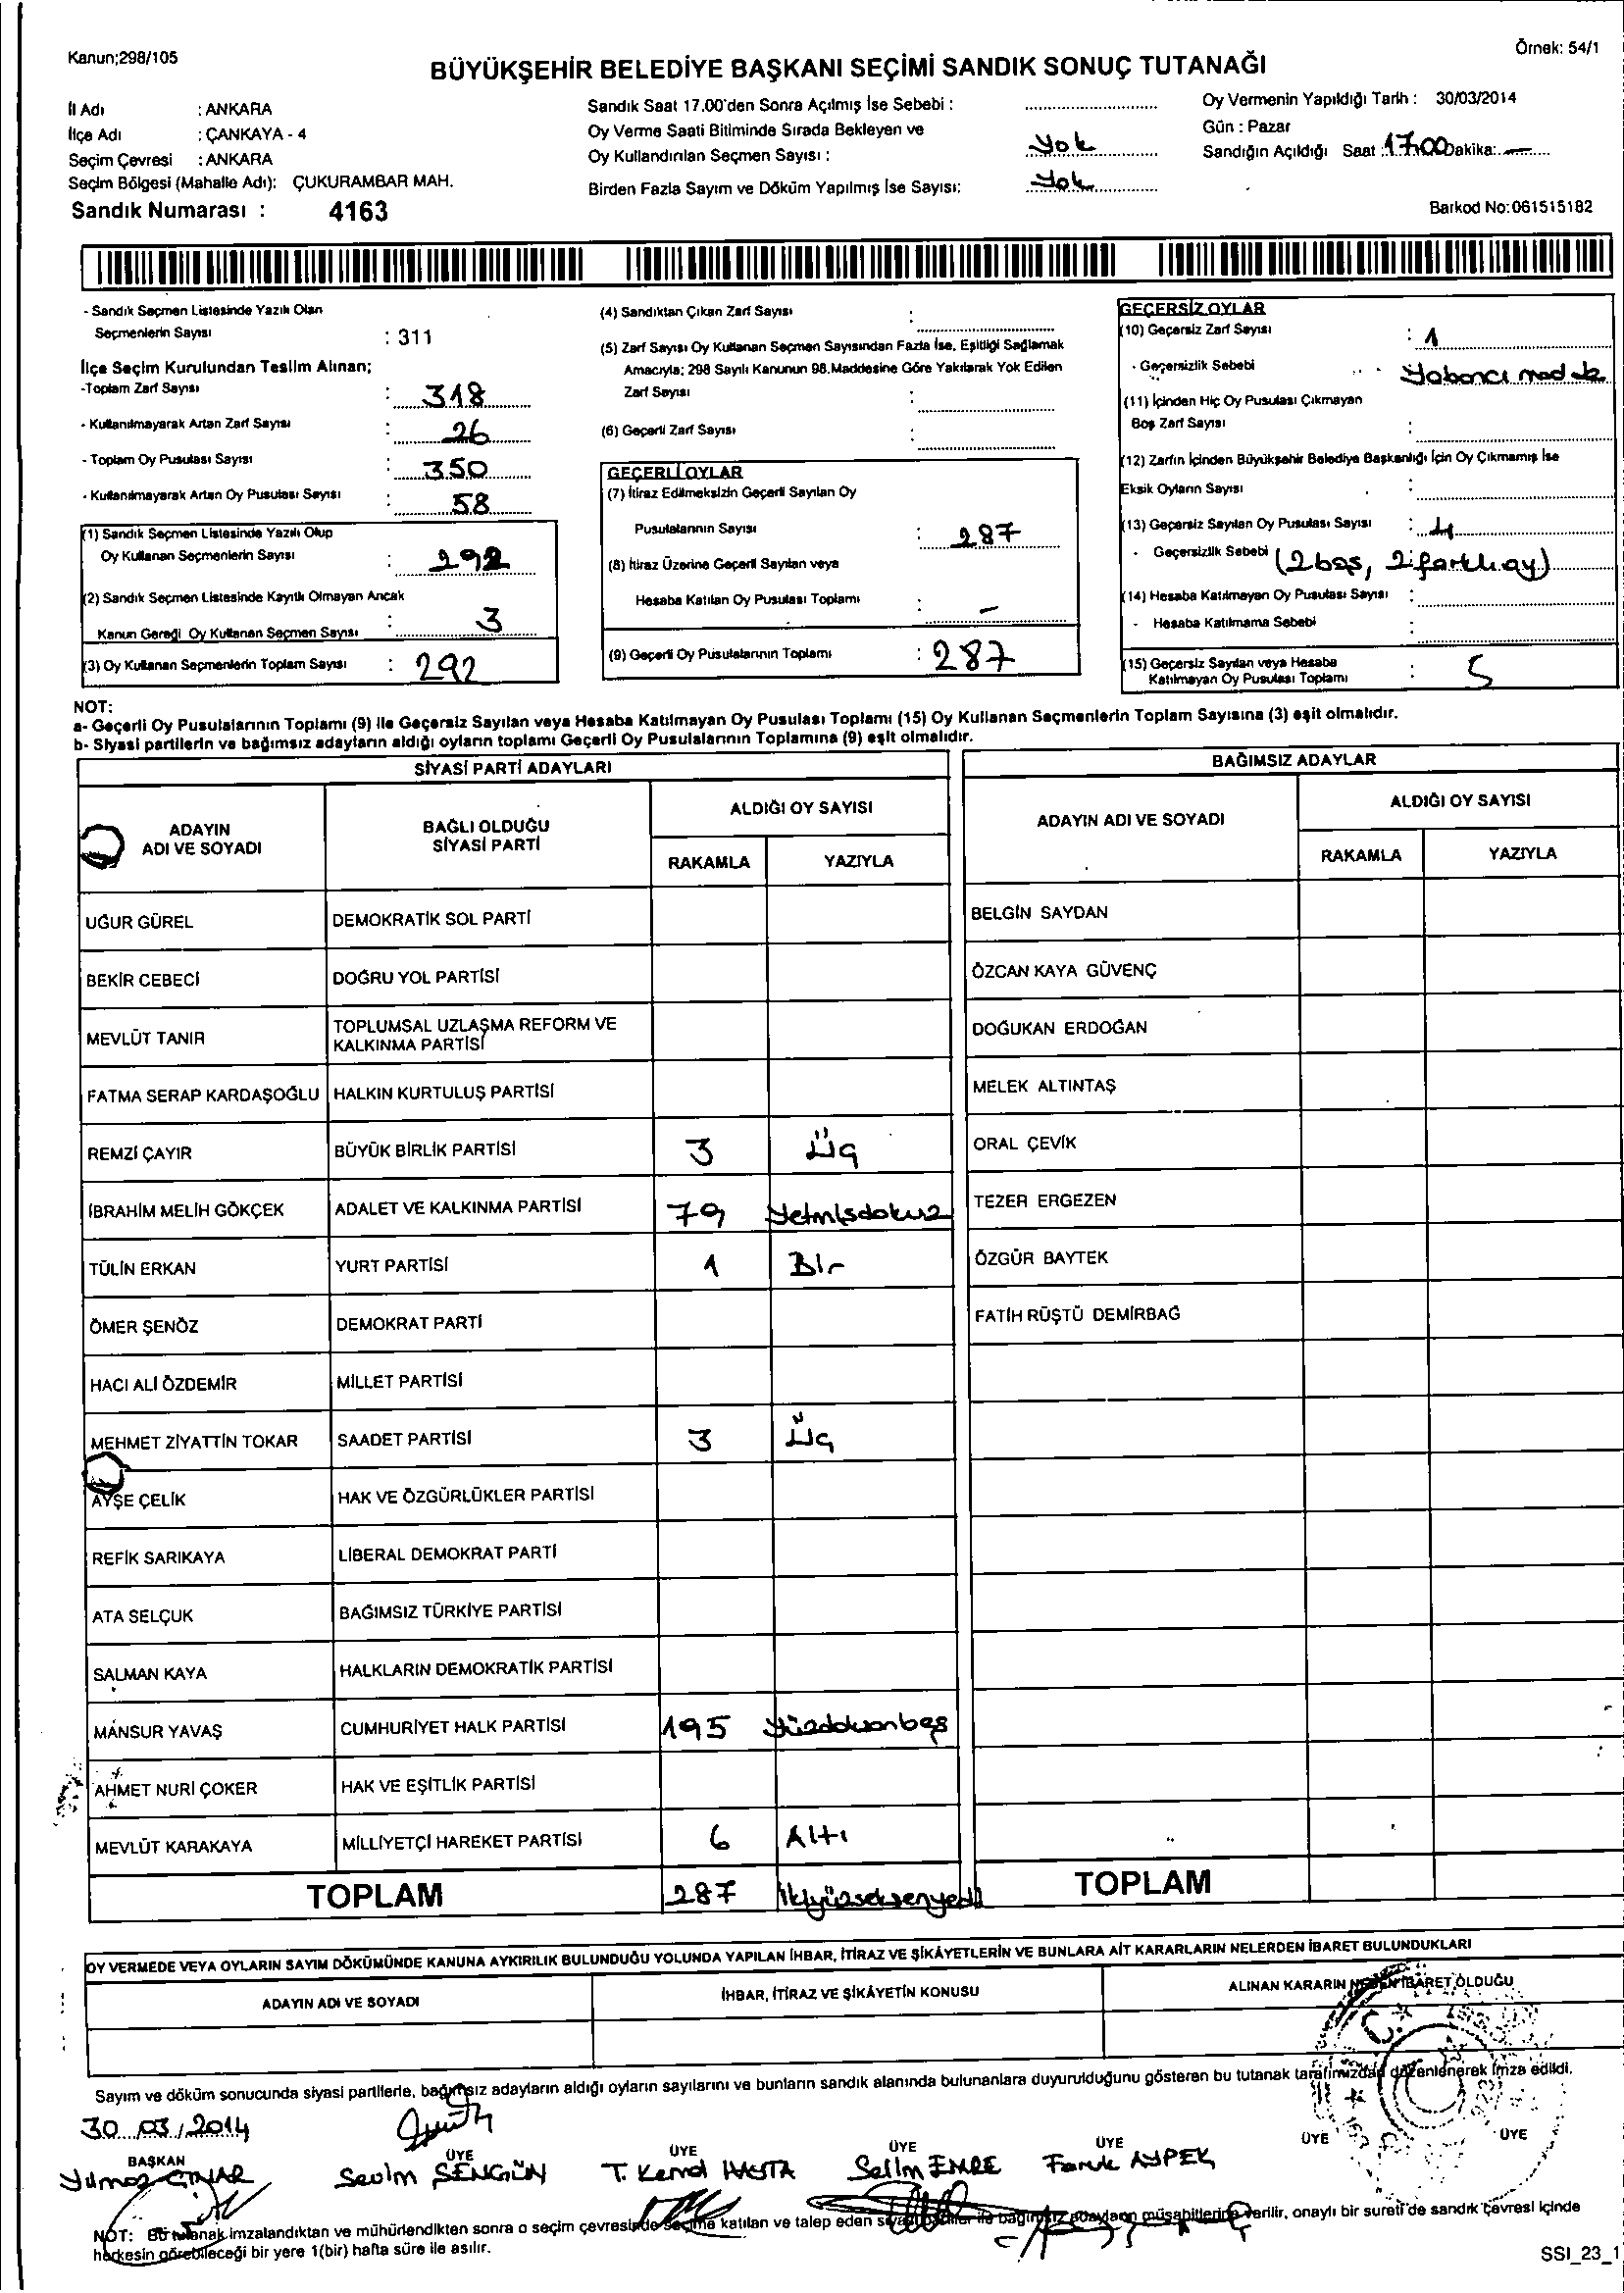 Kanun;298/105
Örnek: 54/1
BÜYÜKŞEHİR BELEDİYE BAŞKANI SEÇİMİ SANDIK SONUÇ TUTANAĞI
İl Adı : ANKARA
İlçe Adı : ÇANKAYA - 4
Seçim Çevresi : ANKARA
Seçim Bölgesi (Mahalle Adı): ÇUKURAMBAR MAH.
Sandık Numarası : 4163
Sandık Saat 17.00'den Sonra Açılmış İse Sebebi :
Oy Verme Saati Bitiminde Sırada Bekleyen ve
Oy Kullandırılan Seçmen Sayısı : Yok
Birden Fazla Sayım ve Döküm Yapılmış İse Sayısı: Yok
Oy Vermenin Yapıldığı Tarih : 30/03/2014
Gün : Pazar
Sandığın Açıldığı Saat : 17.00 Dakika: —
Barkod No:061515182
- Sandık Seçmen Listesinde Yazılı Olan
Seçmenlerin Sayısı : 311
İlçe Seçim Kurulundan Teslim Alınan;
-Toplam Zarf Sayısı : 318
- Kullanılmayarak Artan Zarf Sayısı : 26
- Toplam Oy Pusulası Sayısı : 350
- Kullanılmayarak Artan Oy Pusulası Sayısı : 58
(1) Sandık Seçmen Listesinde Yazılı Olup
Oy Kullanan Seçmenlerin Sayısı : 292
(2) Sandık Seçmen Listesinde Kayıtlı Olmayan Ancak
Kanun Gereği Oy Kullanan Seçmen Sayısı : 3
(3) Oy Kullanan Seçmenlerin Toplam Sayısı : 292
(4) Sandıktan Çıkan Zarf Sayısı :
(5) Zarf Sayısı Oy Kullanan Seçmen Sayısından Fazla İse, Eşitliği Sağlamak
Amacıyla; 298 Sayılı Kanunun 98.Maddesine Göre Yakılarak Yok Edilen
Zarf Sayısı :
(6) Geçerli Zarf Sayısı :
GEÇERLİ OYLAR
(7) İtiraz Edilmeksizin Geçerli Sayılan Oy
Pusulalarının Sayısı : 287
(8) İtiraz Üzerine Geçerli Sayılan veya
Hesaba Katılan Oy Pusulası Toplamı : -
(9) Geçerli Oy Pusulalarının Toplamı : 287
GEÇERSİZ OYLAR
(10) Geçersiz Zarf Sayısı : 1
- Geçersizlik Sebebi Yabancı madde
(11) İçinden Hiç Oy Pusulası Çıkmayan
Boş Zarf Sayısı :
(12) Zarfın İçinden Büyükşehir Belediye Başkanlığı İçin Oy Çıkmamış İse
Eksik Oyların Sayısı :
(13) Geçersiz Sayılan Oy Pusulası Sayısı : 4
- Geçersizlik Sebebi (2 boş, 2 farklı oy)
(14) Hesaba Katılmayan Oy Pusulası Sayısı :
- Hesaba Katılmama Sebebi :
(15) Geçersiz Sayılan veya Hesaba
Katılmayan Oy Pusulası Toplamı : 5
NOT:
a- Geçerli Oy Pusulalarının Toplamı (9) ile Geçersiz Sayılan veya Hesaba Katılmayan Oy Pusulası Toplamı (15) Oy Kullanan Seçmenlerin Toplam Sayısına (3) eşit olmalıdır.
b- Siyasi partilerin ve bağımsız adayların aldığı oyların toplamı Geçerli Oy Pusulalarının Toplamına (9) eşit olmalıdır.
SİYASİ PARTİ ADAYLARI
ADAYIN ADI VE SOYADI
BAĞLI OLDUĞU SİYASİ PARTİ
ALDIĞI OY SAYISI
RAKAMLA YAZIYLA
UĞUR GÜREL DEMOKRATİK SOL PARTİ
BEKİR CEBECİ DOĞRU YOL PARTİSİ
MEVLÜT TANIR TOPLUMSAL UZLAŞMA REFORM VE KALKINMA PARTİSİ
FATMA SERAP KARDAŞOĞLU HALKIN KURTULUŞ PARTİSİ
REMZİ ÇAYIR BÜYÜK BİRLİK PARTİSİ 3 Üç
İBRAHİM MELİH GÖKÇEK ADALET VE KALKINMA PARTİSİ 79 Yetmişdokuz
TÜLİN ERKAN YURT PARTİSİ 1 Bir
ÖMER ŞENÖZ DEMOKRAT PARTİ
HACI ALİ ÖZDEMİR MİLLET PARTİSİ
MEHMET ZİYATTİN TOKAR SAADET PARTİSİ 3 Üç
AYŞE ÇELİK HAK VE ÖZGÜRLÜKLER PARTİSİ
REFİK SARIKAYA LİBERAL DEMOKRAT PARTİ
ATA SELÇUK BAĞIMSIZ TÜRKİYE PARTİSİ
SALMAN KAYA HALKLARIN DEMOKRATİK PARTİSİ
MANSUR YAVAŞ CUMHURİYET HALK PARTİSİ 195 Yüzdoksanbeş
AHMET NURİ ÇOKER HAK VE EŞİTLİK PARTİSİ
MEVLÜT KARAKAYA MİLLİYETÇİ HAREKET PARTİSİ 6 Altı
TOPLAM 287 İkiyüzseksenyedi
BAĞIMSIZ ADAYLAR
ADAYIN ADI VE SOYADI
ALDIĞI OY SAYISI
RAKAMLA YAZIYLA
BELGİN SAYDAN
ÖZCAN KAYA GÜVENÇ
DOĞUKAN ERDOĞAN
MELEK ALTINTAŞ
ORAL ÇEVİK
TEZER ERGEZEN
ÖZGÜR BAYTEK
FATİH RÜŞTÜ DEMİRBAĞ
TOPLAM
OY VERMEDE VEYA OYLARIN SAYIM DÖKÜMÜNDE KANUNA AYKIRILIK BULUNDUĞU YOLUNDA YAPILAN İHBAR, İTİRAZ VE ŞİKÂYETLERİN VE BUNLARA AİT KARARLARIN NELERDEN İBARET BULUNDUKLARI
ADAYIN ADI VE SOYADI
İHBAR, İTİRAZ VE ŞİKÂYETİN KONUSU
ALINAN KARARIN NEDEN İBARET OLDUĞU
Sayım ve döküm sonucunda siyasi partilerle, bağımsız adayların aldığı oyların sayılarını ve bunların sandık alanında bulunanlara duyurulduğunu gösteren bu tutanak tarafımızdan düzenlenerek imza edildi.
30 03 / 2014
BAŞKAN ÜYE ÜYE ÜYE ÜYE ÜYE ÜYE
Yılmaz Sevim ŞENGÜN T. Kemal HASTA Selim EMRE Faruk AYPEK
NOT: Bu tutanak imzalandıktan ve mühürlendikten sonra o seçim çevresinde seçime katılan ve talep eden siyasi partiler ile bağımsız adayların müşahitlerine verilir, onaylı bir sureti de sandık çevresi içinde
herkesin görebileceği bir yere 1(bir) hafta süre ile asılır.
SSI_23_1